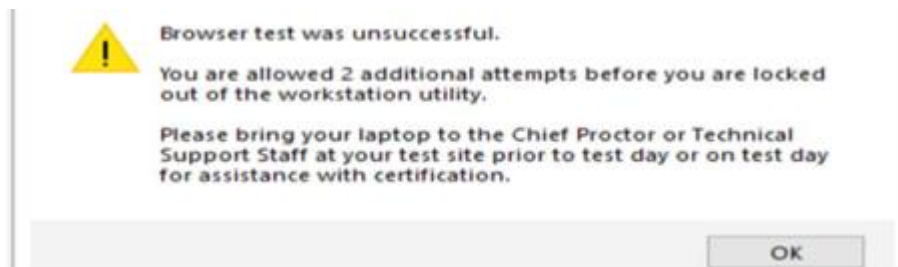 Browser test was unsuccessful.
You are allowed 2 additional attempts before you are locked
out of the workstation utility.
Please bring your laptop to the Chief Proctor or Technical
Support Staff at your test site prior to test day or on test day
for assistance with certification.
OK